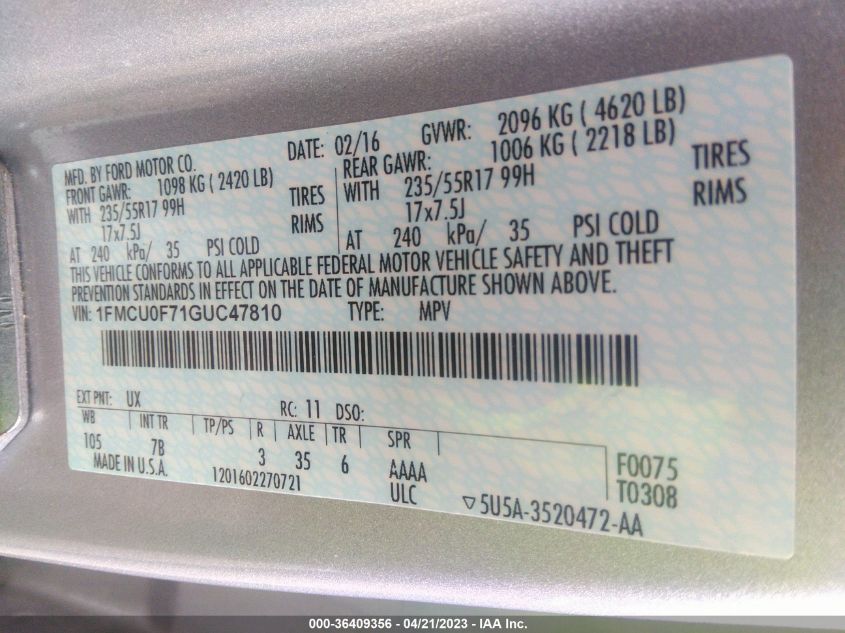 MFD. BY FORD MOTOR CO. DATE: 02/16 GVWR: 2096 KG ( 4620 LB)
FRONT GAWR: 1098 KG ( 2420 LB) REAR GAWR: 1006 KG ( 2218 LB)
WITH 235/55R17 99H TIRES WITH 235/55R17 99H TIRES
17x7.5J RIMS 17x7.5J RIMS
AT 240 kPa/ 35 PSI COLD AT 240 kPa/ 35 PSI COLD
THIS VEHICLE CONFORMS TO ALL APPLICABLE FEDERAL MOTOR VEHICLE SAFETY AND THEFT
PREVENTION STANDARDS IN EFFECT ON THE DATE OF MANUFACTURE SHOWN ABOVE.
VIN: 1FMCU0F71GUC47810 TYPE: MPV
EXT PNT: UX RC: 11 DSO:
WB INT TR TP/PS R AXLE TR SPR
105 7B 3 35 6 AAAA F0075
MADE IN U.S.A. 1201602270721 ULC T0308
▽5U5A-3520472-AA
000-36409356 - 04/21/2023 - IAA Inc.